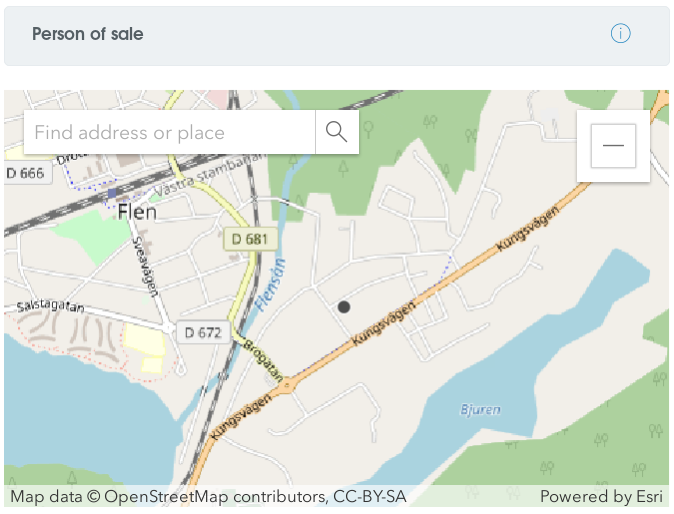 Person of sale
Find address or place
D 666
Västra stambanan
Flen
D 681
Kungsvägen
Sveavägen
Flensån
Salstagatan
Kungsvägen
D 672
Brogatan
Kungsvägen
Bjuren
Map data © OpenStreetMap contributors, CC-BY-SA
Powered by Esri